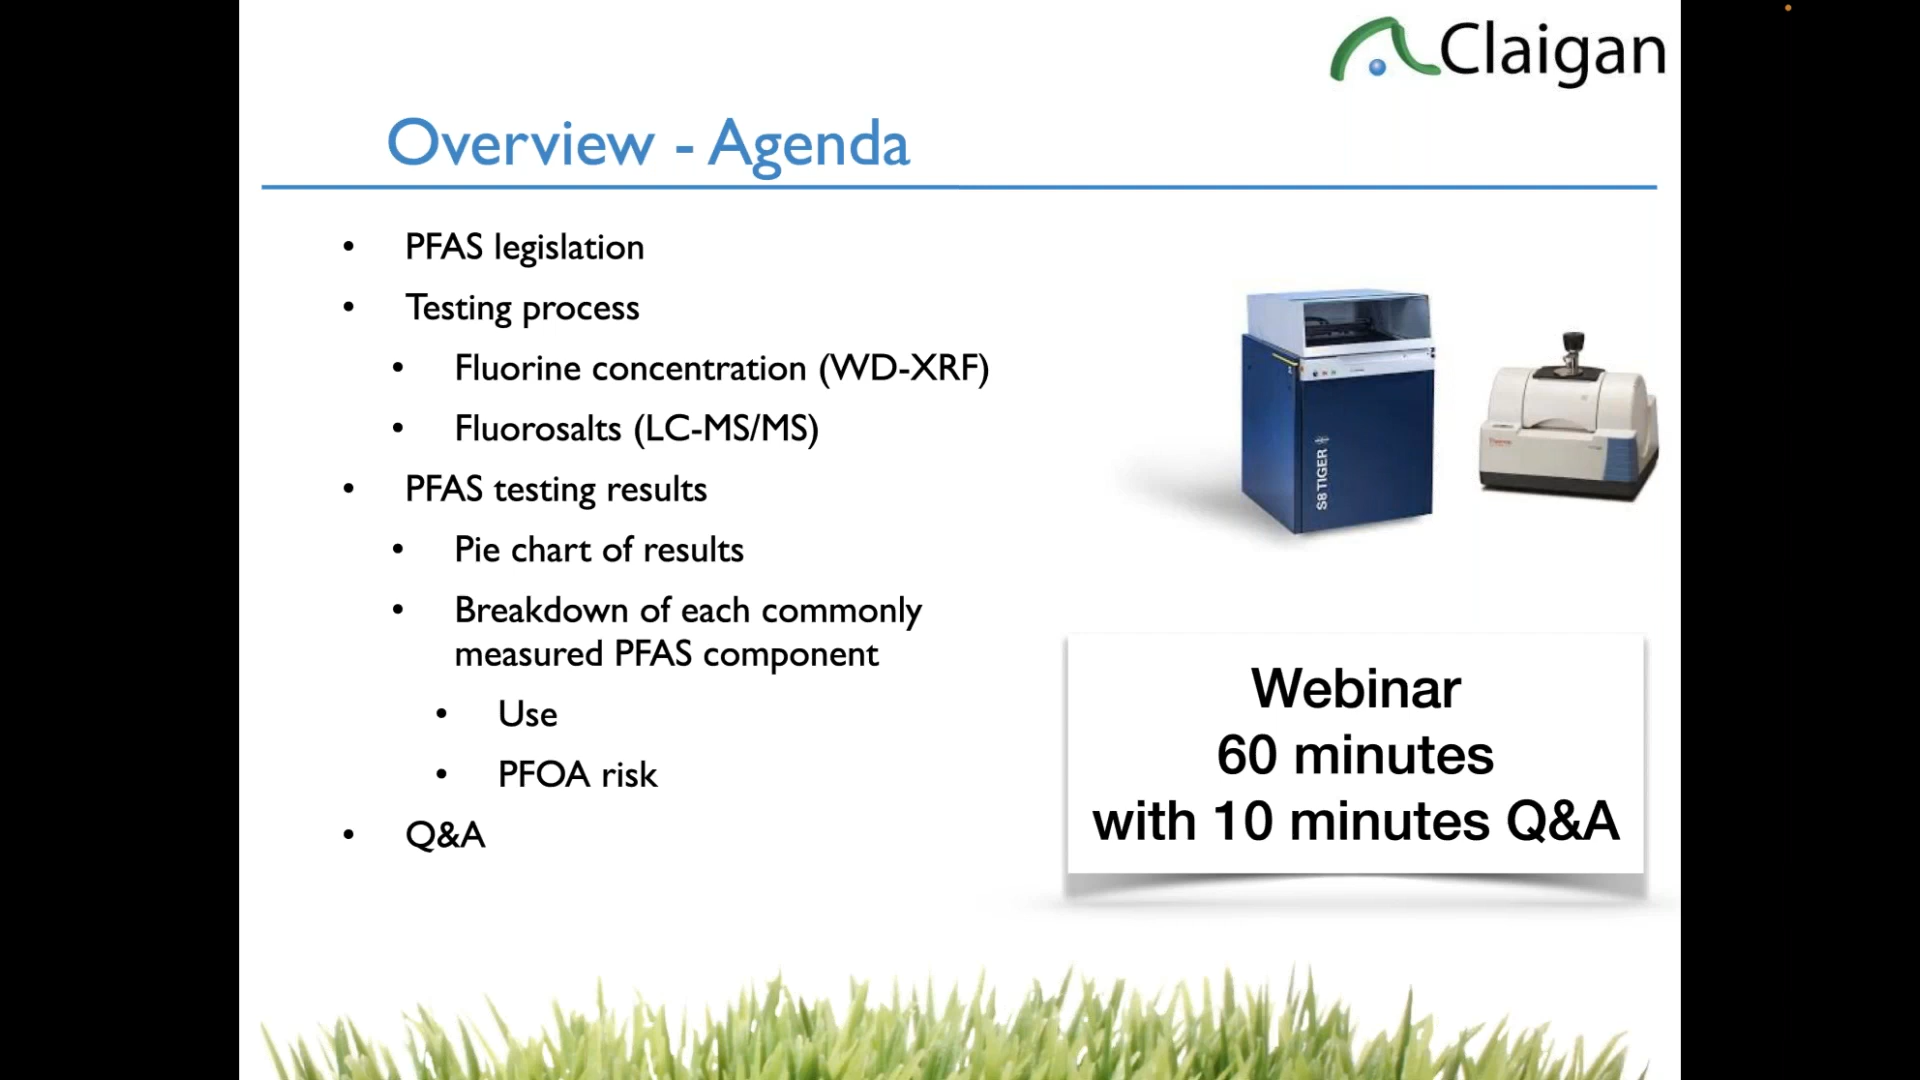 Claigan
Overview - Agenda
• PFAS legislation
• Testing process
• Fluorine concentration (WD-XRF)
• Fluorosalts (LC-MS/MS)
• PFAS testing results
• Pie chart of results
• Breakdown of each commonly
measured PFAS component
• Use
• PFOA risk
• Q&A
S8 TIGER
Webinar
60 minutes
with 10 minutes Q&A